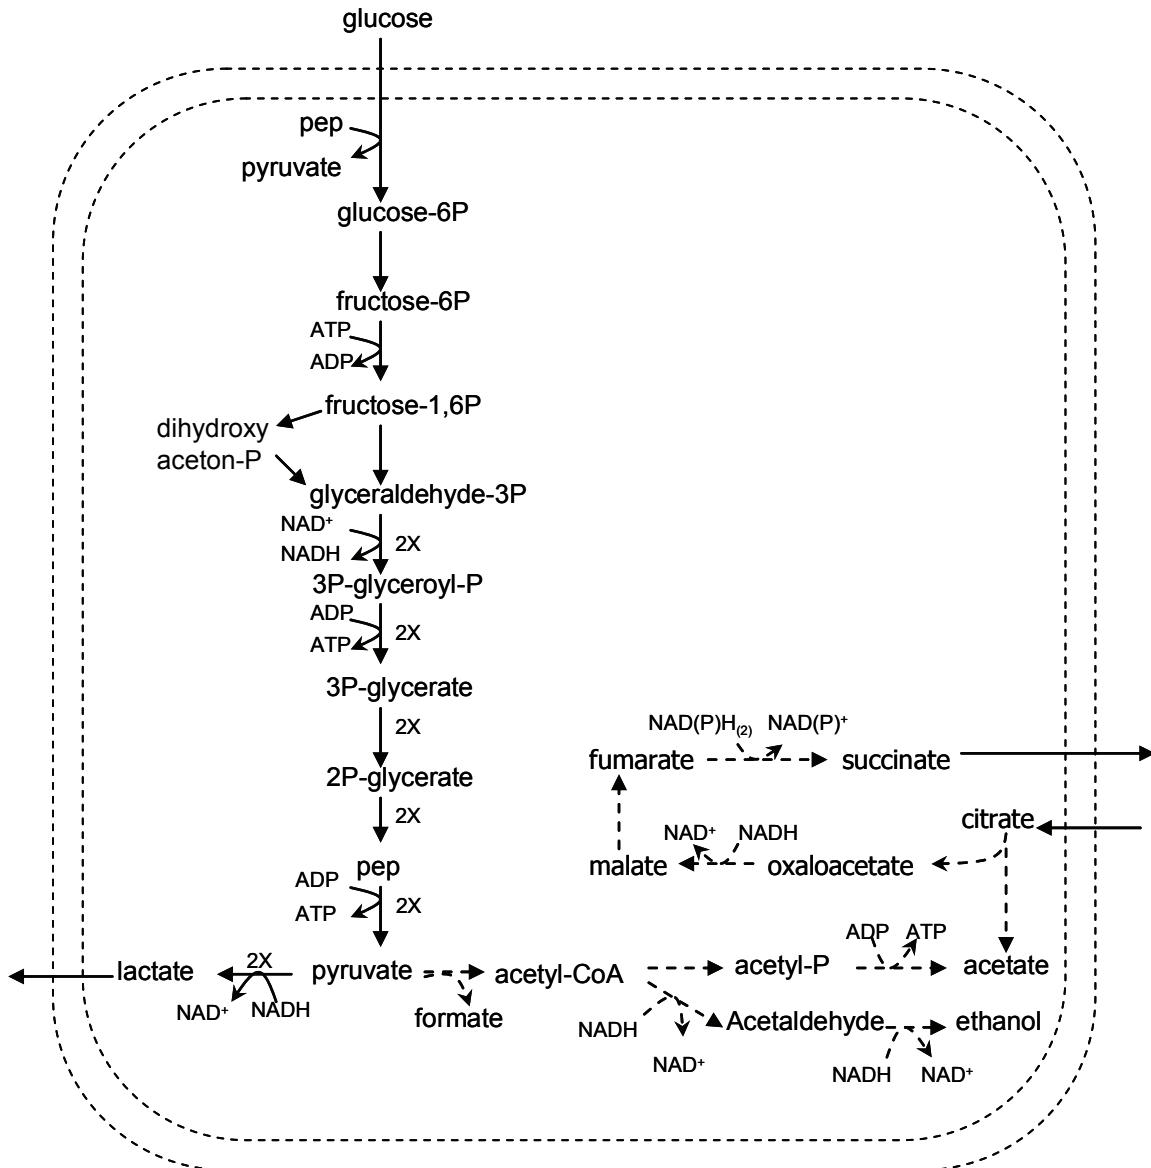 glucose
pep
pyruvate
glucose-6P
fructose-6P
ATP
ADP
fructose-1,6P
dihydroxy
aceton-P
glyceraldehyde-3P
NAD⁺
NADH
2X
3P-glyceroyl-P
ADP
ATP
2X
3P-glycerate
2X
2P-glycerate
2X
pep
ADP
ATP
2X
NAD(P)H₍₂₎ NAD(P)⁺
fumarate succinate
citrate
NAD⁺ NADH
malate oxaloacetate
ADP ATP
lactate 2X pyruvate acetyl-CoA acetyl-P acetate
NAD⁺ NADH
formate
NADH
NAD⁺
Acetaldehyde ethanol
NADH NAD⁺